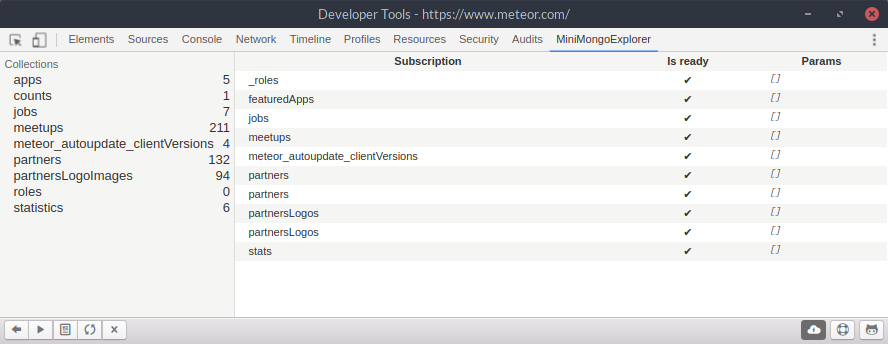 Developer Tools - https://www.meteor.com/
Elements Sources Console Network Timeline Profiles Resources Security Audits MiniMongoExplorer
Collections
apps 5
counts 1
jobs 7
meetups 211
meteor_autoupdate_clientVersions 4
partners 132
partnersLogoImages 94
roles 0
statistics 6
Subscription Is ready Params
_roles ✔ []
featuredApps ✔ []
jobs ✔ []
meetups ✔ []
meteor_autoupdate_clientVersions ✔ []
partners ✔ []
partners ✔ []
partnersLogos ✔ []
partnersLogos ✔ []
stats ✔ []